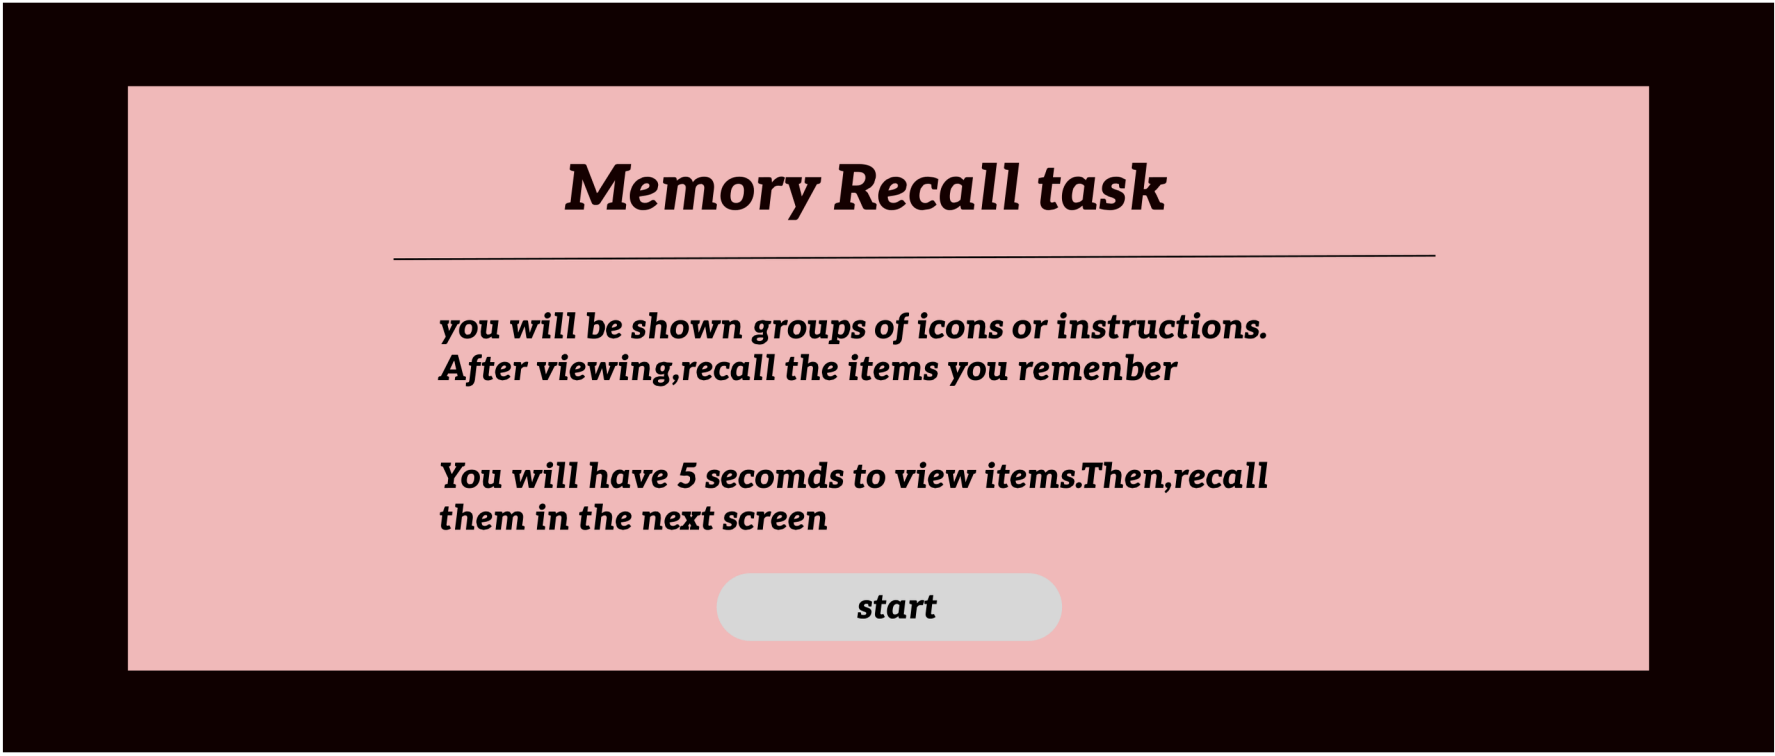 Memory Recall task
you will be shown groups of icons or instructions.
After viewing,recall the items you remenber
You will have 5 secomds to view items.Then,recall
them in the next screen
start